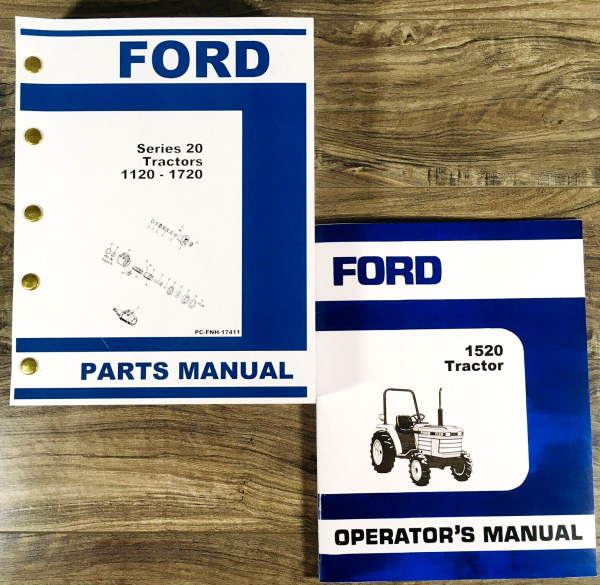 FORD
Series 20
Tractors
1120 - 1720
PC-FNH-17411
PARTS MANUAL
FORD
1520
Tractor
OPERATOR'S MANUAL